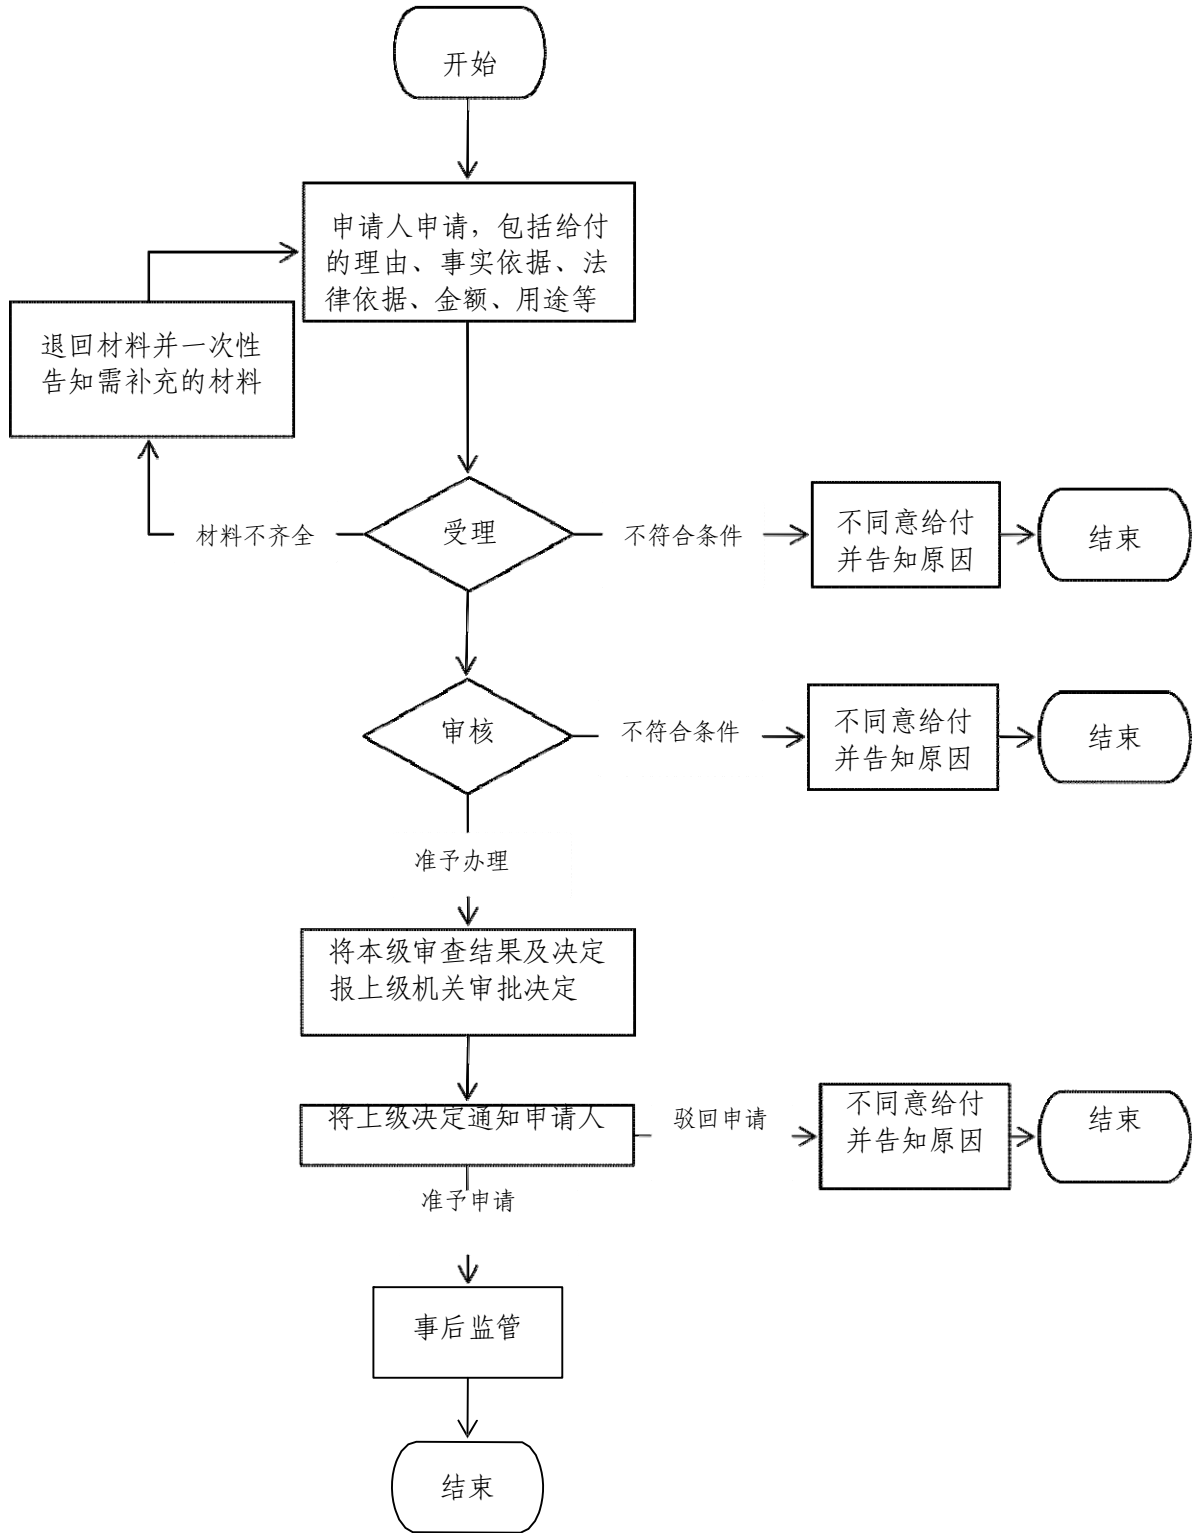 开始
申请人申请，包括给付
的理由、事实依据、法
律依据、金额、用途等
退回材料并一次性
告知需补充的材料
材料不齐全
受理
不符合条件
不同意给付
并告知原因
结束
审核
不符合条件
不同意给付
并告知原因
结束
准予办理
将本级审查结果及决定
报上级机关审批决定
将上级决定通知申请人
驳回申请
不同意给付
并告知原因
结束
准予申请
事后监管
结束